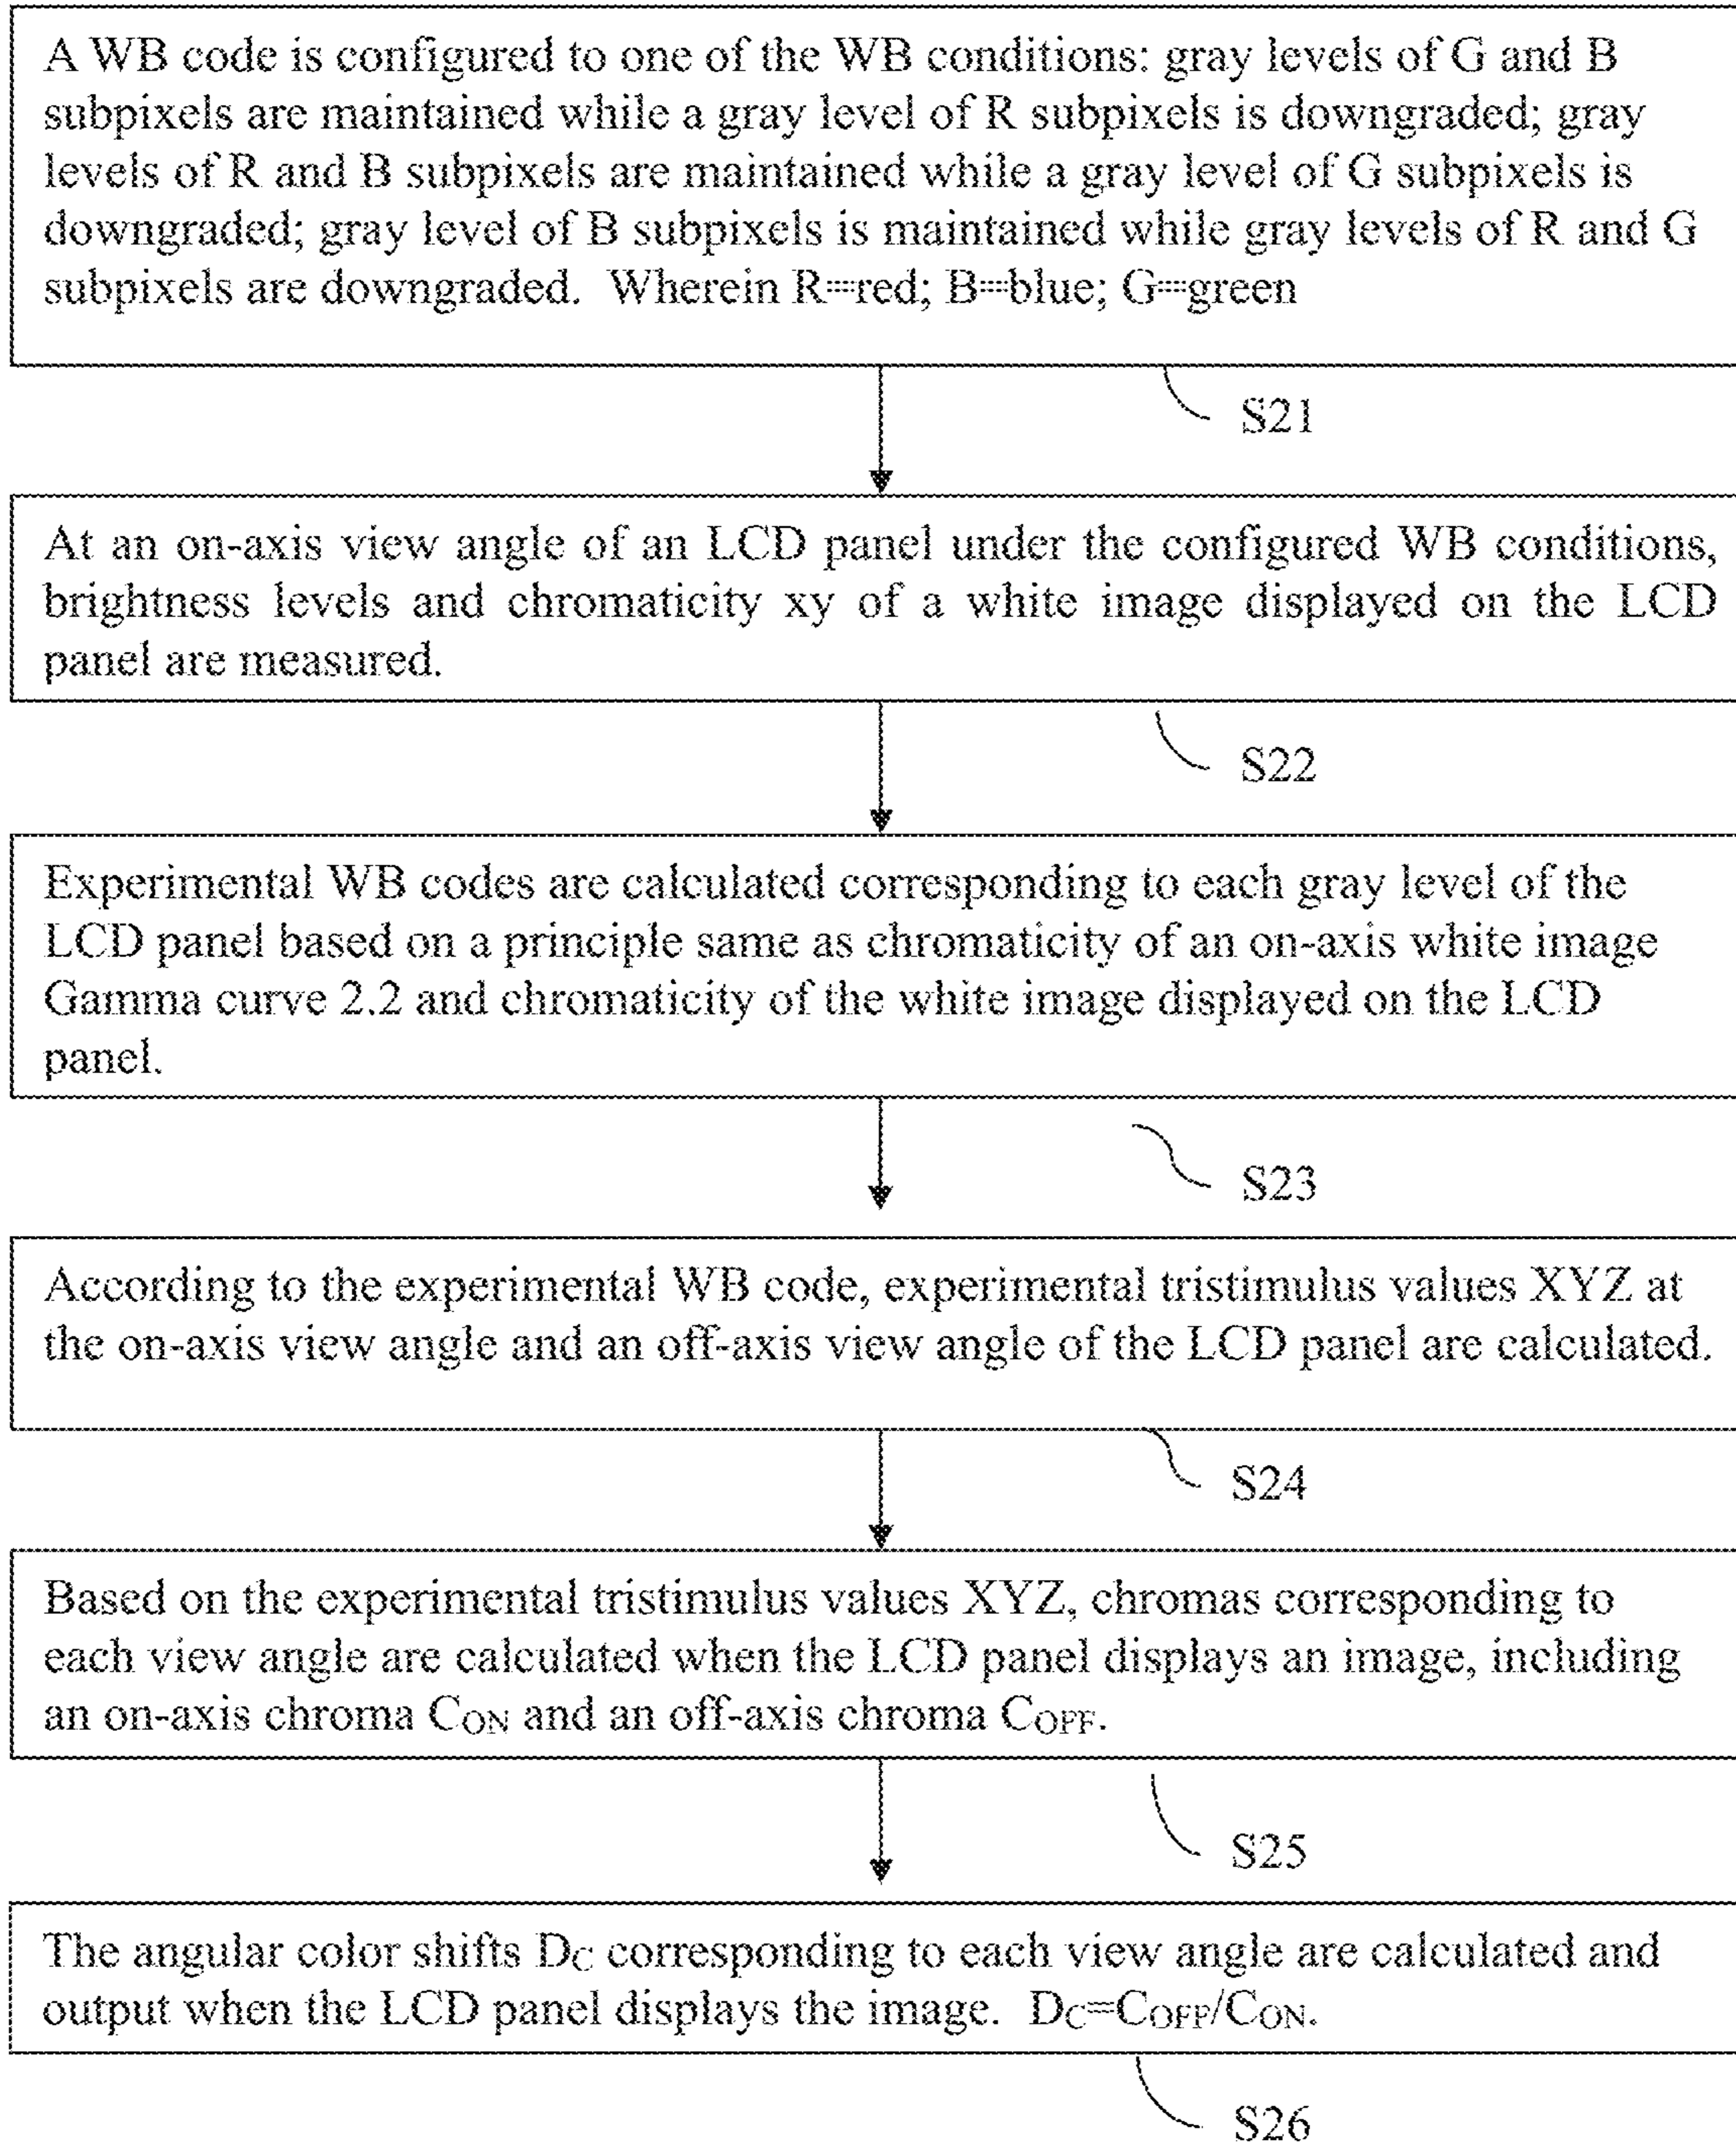 A WB code is configured to one of the WB conditions: gray levels of G and B
subpixels are maintained while a gray level of R subpixels is downgraded; gray
levels of R and B subpixels are maintained while a gray level of G subpixels is
downgraded; gray level of B subpixels is maintained while gray levels of R and G
subpixels are downgraded. Wherein R=red; B=blue; G=green
S21
At an on-axis view angle of an LCD panel under the configured WB conditions,
brightness levels and chromaticity xy of a white image displayed on the LCD
panel are measured.
S22
Experimental WB codes are calculated corresponding to each gray level of the
LCD panel based on a principle same as chromaticity of an on-axis white image
Gamma curve 2.2 and chromaticity of the white image displayed on the LCD
panel.
S23
According to the experimental WB code, experimental tristimulus values XYZ at
the on-axis view angle and an off-axis view angle of the LCD panel are calculated.
S24
Based on the experimental tristimulus values XYZ, chromas corresponding to
each view angle are calculated when the LCD panel displays an image, including
an on-axis chroma CON and an off-axis chroma COFF.
S25
The angular color shifts DC corresponding to each view angle are calculated and
output when the LCD panel displays the image. DC=COFF/CON.
S26